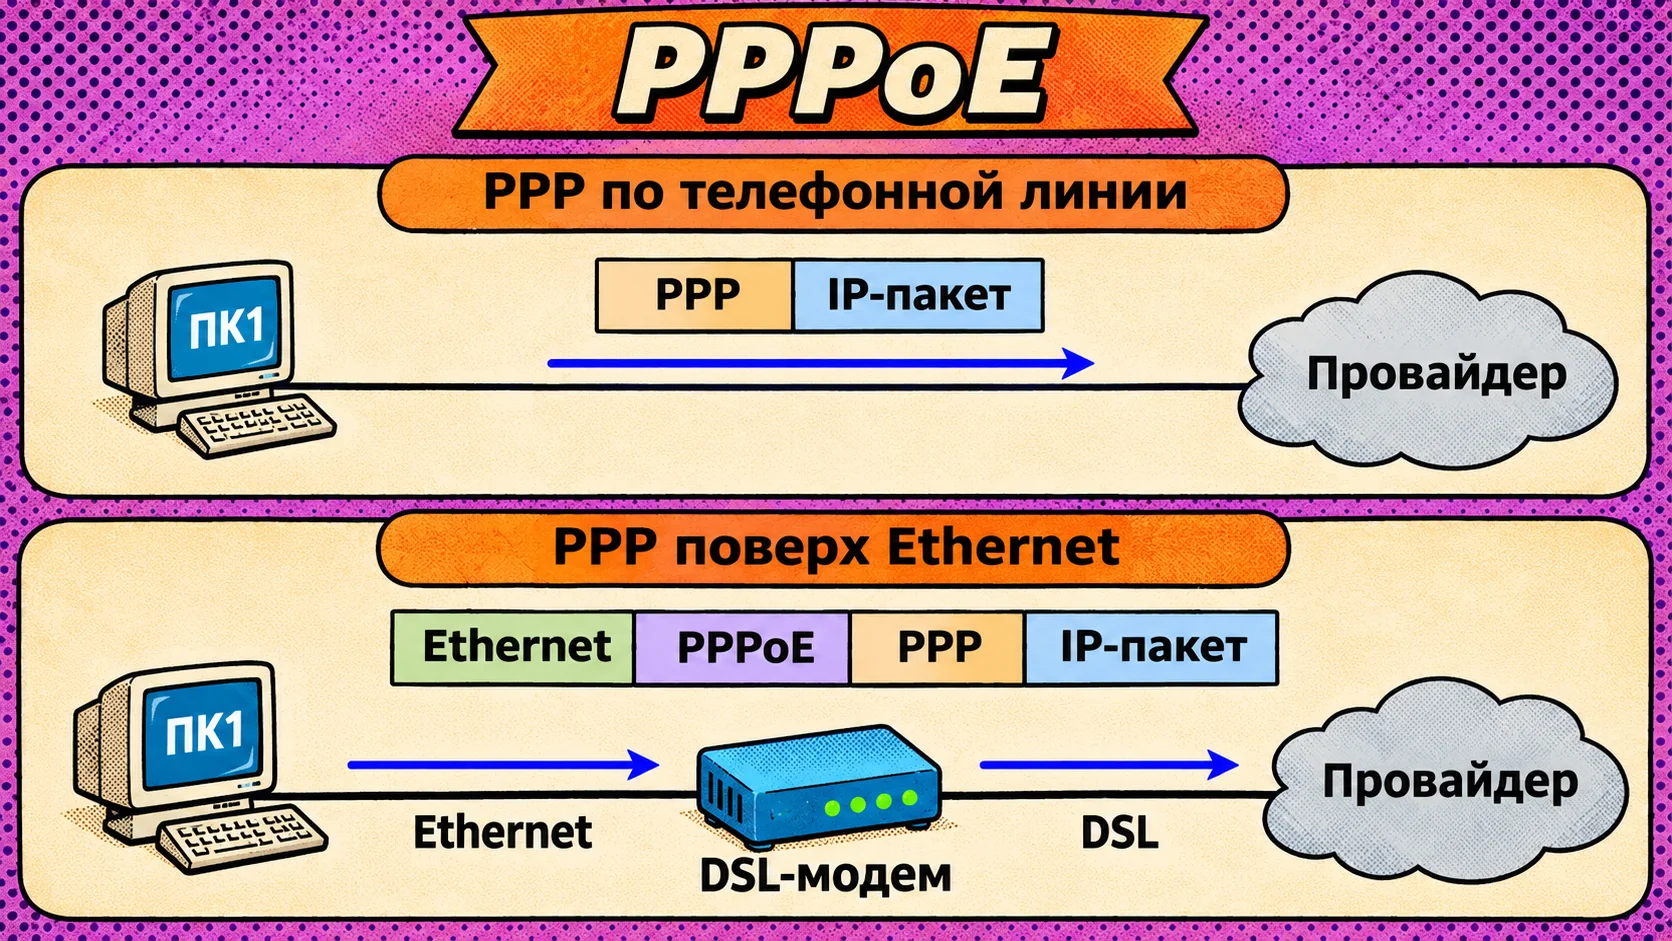 PPPoE
PPP по телефонной линии
PPP IP-пакет
ПК1
Провайдер
PPP поверх Ethernet
Ethernet PPPoE PPP IP-пакет
ПК1
Провайдер
Ethernet
DSL
DSL-модем